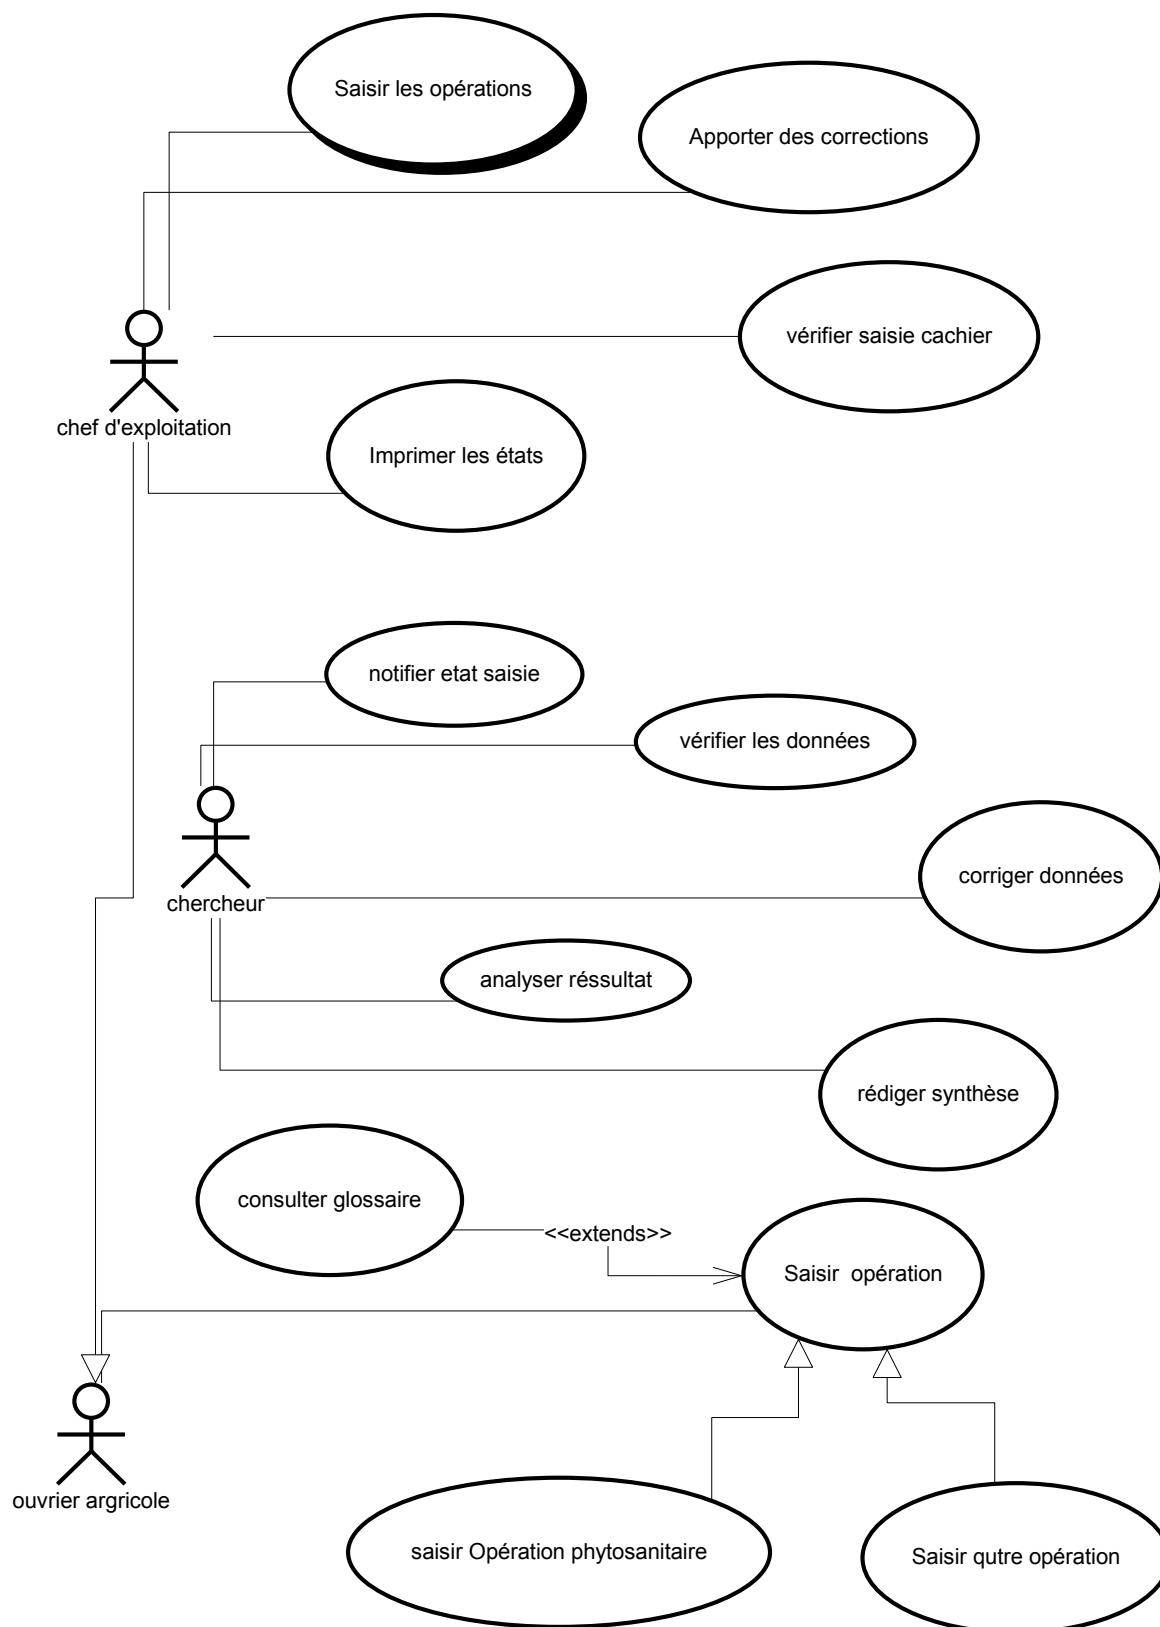 Saisir les opérations
Apporter des corrections
vérifier saisie cachier
chef d'exploitation
Imprimer les états
notifier etat saisie
vérifier les données
corriger données
chercheur
analyser réssultat
rédiger synthèse
consulter glossaire
<<extends>>
Saisir opération
ouvrier argricole
saisir Opération phytosanitaire
Saisir qutre opération